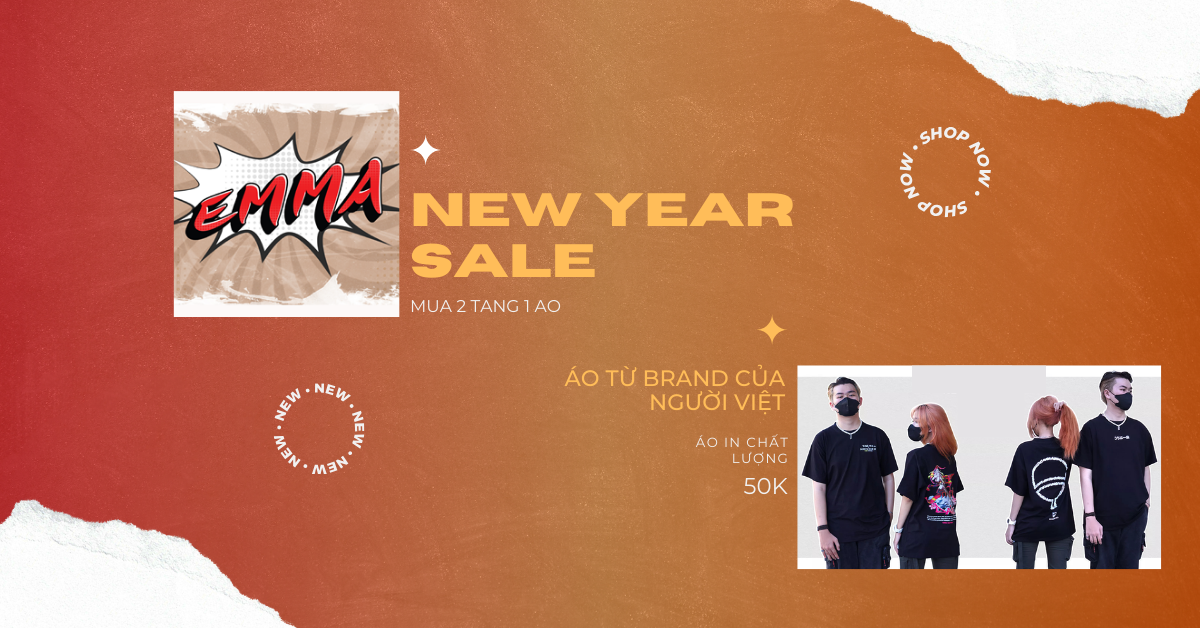 EMMA
NEW YEAR
SALE
MUA 2 TANG 1 AO
SHOP NOW • SHOP NOW •
ÁO TỪ BRAND CỦA
NGƯỜI VIỆT
ÁO IN CHẤT
LƯỢNG
50K
NEW • NEW • NEW • NEW • NEW •